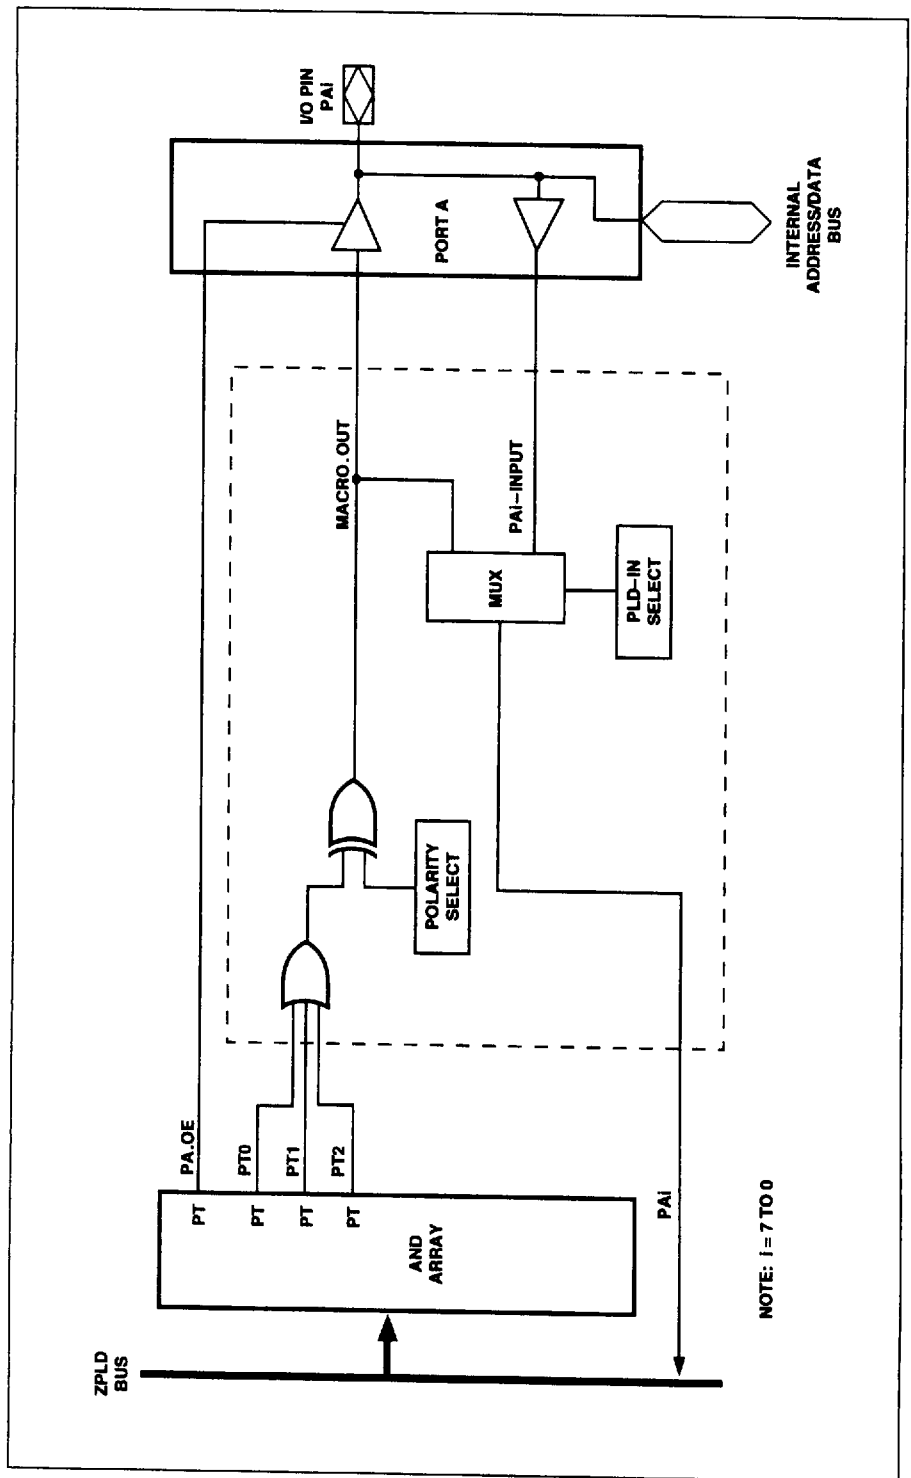 ZPLD
BUS
AND
ARRAY
PT
PT
PT
PT
PA.OE
PT0
PT1
PT2
PAi
POLARITY
SELECT
MACRO.OUT
MUX
PAi–INPUT
PLD–IN
SELECT
PORT A
I/O PIN
PAi
INTERNAL
ADDRESS/DATA
BUS
NOTE: i = 7 TO 0